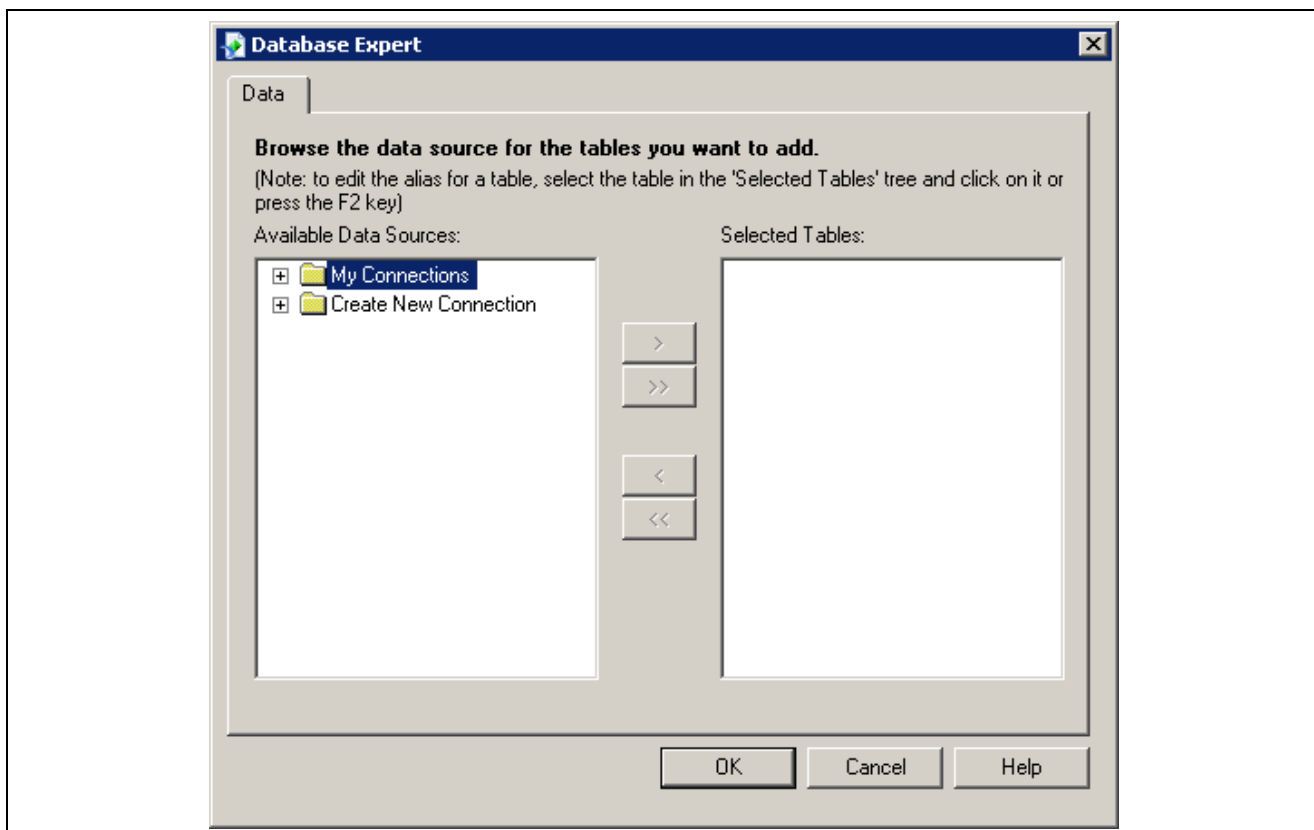 Database Expert
Data
Browse the data source for the tables you want to add.
(Note: to edit the alias for a table, select the table in the 'Selected Tables' tree and click on it or
press the F2 key)
Available Data Sources:
Selected Tables:
My Connections
Create New Connection
>
>>
<
<<
OK
Cancel
Help